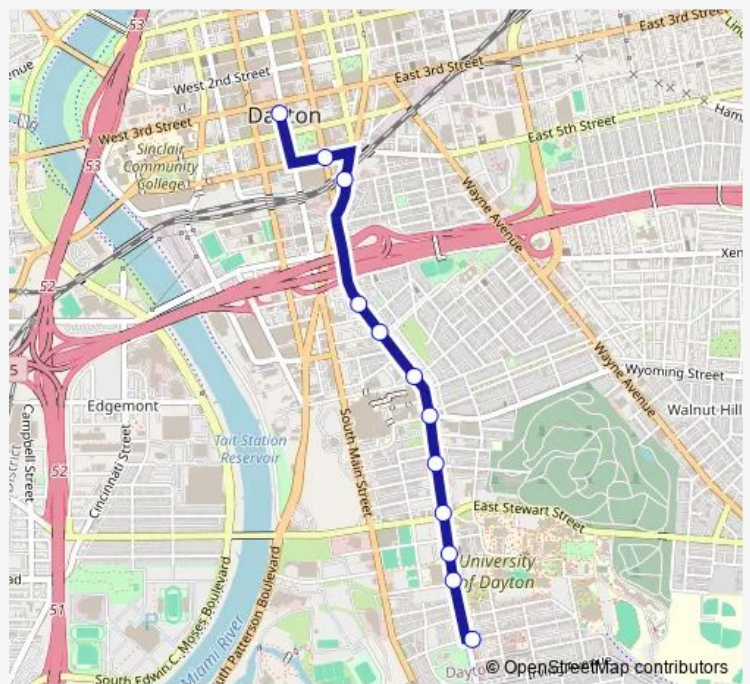 53
East 3rd Street
West 2nd Street
East 3rd Street
Dayton
West 3rd Street
East 5th Street
Sinclair
Community
College
53
Wayne Avenue
52
Wayne Avenue
Wyoming Street
Edgemont
Walnut Hill
Campbell Street
Cincinnati Street
Tait Station
Reservoir
South Main Street
52
East Stewart Street
University
of Dayton
51
P
South Edwin C. Moses Boulevard
Miami River
South Patterson Boulevard
© OpenStreetMap contributors